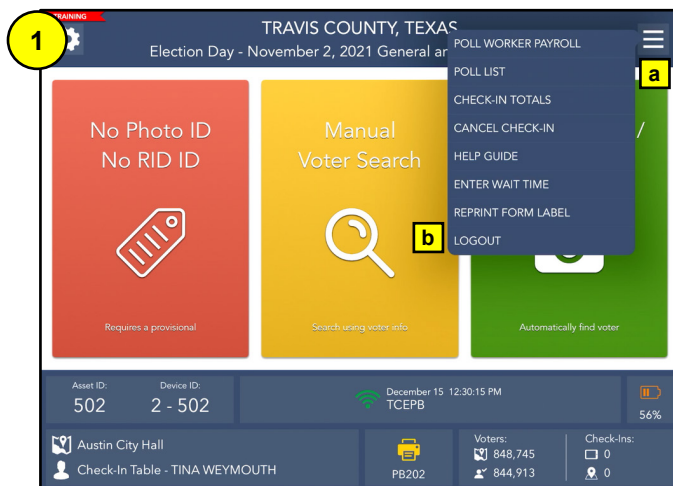 TRAINING
1
TRAVIS COUNTY, TEXAS
Election Day - November 2, 2021 General an
a
POLL WORKER PAYROLL
POLL LIST
CHECK-IN TOTALS
CANCEL CHECK-IN
HELP GUIDE
ENTER WAIT TIME
REPRINT FORM LABEL
b
LOGOUT
No Photo ID
No RID ID
Requires a provisional
Manual
Voter Search
Search using voter info
/
Automatically find voter
Asset ID:
502
Device ID:
2 - 502
December 15 12:30:15 PM
TCEPB
56%
Austin City Hall
Check-In Table - TINA WEYMOUTH
PB202
Voters:
848,745
844,913
Check-Ins:
0
0